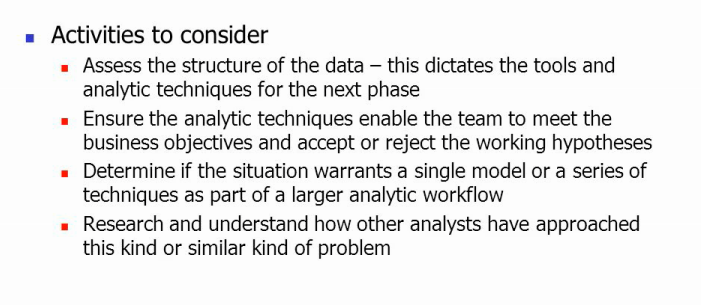 Activities to consider
Assess the structure of the data – this dictates the tools and
analytic techniques for the next phase
Ensure the analytic techniques enable the team to meet the
business objectives and accept or reject the working hypotheses
Determine if the situation warrants a single model or a series of
techniques as part of a larger analytic workflow
Research and understand how other analysts have approached
this kind or similar kind of problem